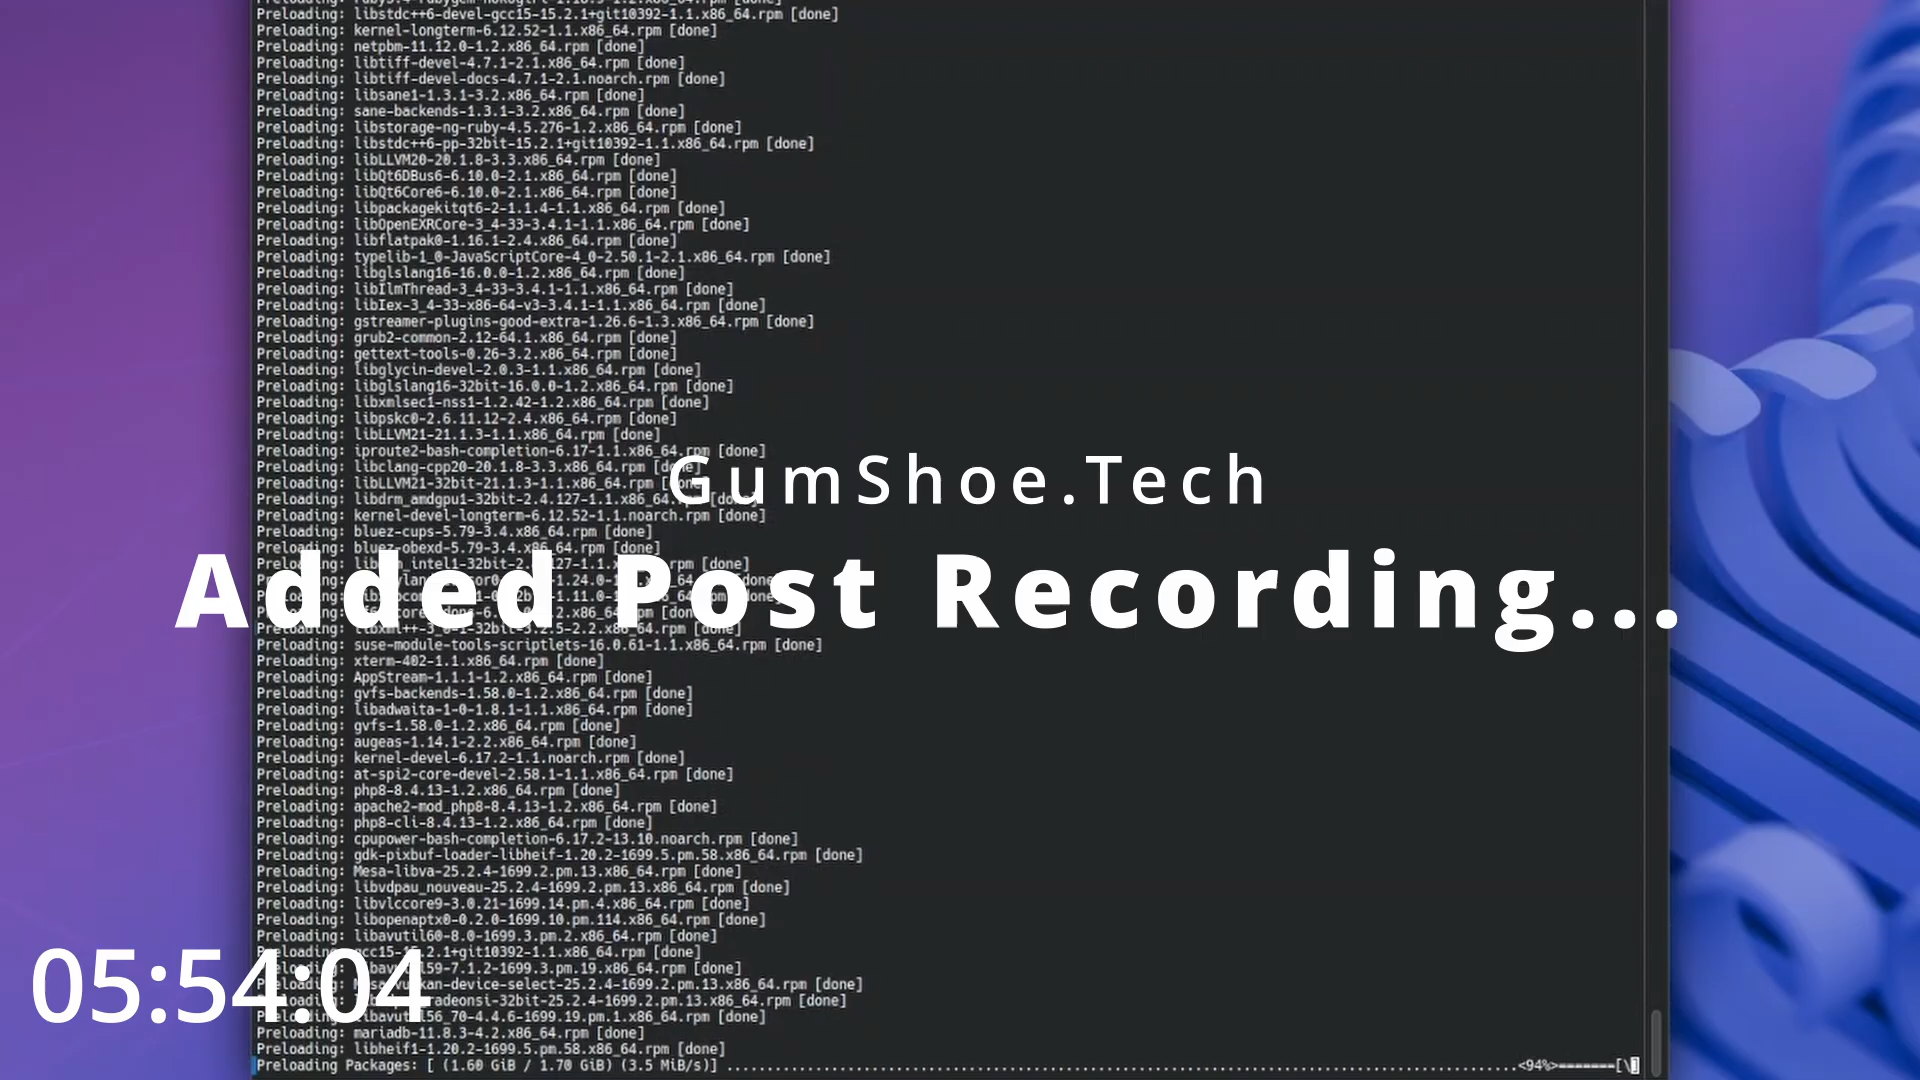 Preloading: libstdc++6-devel-gcc15-15.2.1+git10392-1.1.x86_64.rpm [done]
Preloading: kernel-longterm-6.12.52-1.1.x86_64.rpm [done]
Preloading: netpbm-11.12.0-1.2.x86_64.rpm [done]
Preloading: libtiff-devel-4.7.1-2.1.x86_64.rpm [done]
Preloading: libtiff-devel-docs-4.7.1-2.1.noarch.rpm [done]
Preloading: libsane1-1.3.1-3.2.x86_64.rpm [done]
Preloading: sane-backends-1.3.1-3.2.x86_64.rpm [done]
Preloading: libstorage-ng-ruby-4.5.276-1.2.x86_64.rpm [done]
Preloading: libstdc++6-pp-32bit-15.2.1+git10392-1.1.x86_64.rpm [done]
Preloading: libLLVM20-20.1.8-3.3.x86_64.rpm [done]
Preloading: libQt6DBus6-6.10.0-2.1.x86_64.rpm [done]
Preloading: libQt6Core6-6.10.0-2.1.x86_64.rpm [done]
Preloading: libpackagekitqt6-2-1.1.4-1.1.x86_64.rpm [done]
Preloading: libOpenEXRCore-3_4-33-3.4.1-1.1.x86_64.rpm [done]
Preloading: libflatpak0-1.16.1-2.4.x86_64.rpm [done]
Preloading: typelib-1_0-JavaScriptCore-4_0-2.50.1-2.1.x86_64.rpm [done]
Preloading: libglslang16-16.0.0-1.2.x86_64.rpm [done]
Preloading: libIlmThread-3_4-33-3.4.1-1.1.x86_64.rpm [done]
Preloading: libIex-3_4-33-x86-64-v3-3.4.1-1.1.x86_64.rpm [done]
Preloading: gstreamer-plugins-good-extra-1.26.6-1.3.x86_64.rpm [done]
Preloading: grub2-common-2.12-64.1.x86_64.rpm [done]
Preloading: gettext-tools-0.26-3.2.x86_64.rpm [done]
Preloading: libglycin-devel-2.0.3-1.1.x86_64.rpm [done]
Preloading: libglslang16-32bit-16.0.0-1.2.x86_64.rpm [done]
Preloading: libxmlsec1-nss1-1.2.42-1.2.x86_64.rpm [done]
Preloading: libpskc0-2.6.11.12-2.4.x86_64.rpm [done]
Preloading: libLLVM21-21.1.3-1.1.x86_64.rpm [done]
Preloading: iproute2-bash-completion-6.17-1.1.x86_64.rpm [done]
Preloading: libclang-cpp20-20.1.8-3.3.x86_64.rpm [done]
Preloading: libLLVM21-32bit-21.1.3-1.1.x86_64.rpm
GumShoe.Tech
Preloading: libdrm_amdgpu1-32bit-2.4.127-1.1.x86_64.rpm
Preloading: kernel-devel-longterm-6.12.52-1.1.noarch.rpm [done]
Preloading: bluez-cups-5.79-3.4.x86_64.rpm [done]
Preloading: bluez-obexd-5.79-3.4.x86_64.rpm [done]
Added Post Recording...
Preloading: suse-module-tools-scriptlets-16.0.61-1.1.x86_64.rpm [done]
Preloading: xterm-402-1.1.x86_64.rpm [done]
Preloading: AppStream-1.1.1-1.2.x86_64.rpm [done]
Preloading: gvfs-backends-1.58.0-1.2.x86_64.rpm [done]
Preloading: libadwaita-1-0-1.8.1-1.1.x86_64.rpm [done]
Preloading: gvfs-1.58.0-1.2.x86_64.rpm [done]
Preloading: augeas-1.14.1-2.2.x86_64.rpm [done]
Preloading: kernel-devel-6.17.2-1.1.noarch.rpm [done]
Preloading: at-spi2-core-devel-2.58.1-1.1.x86_64.rpm [done]
Preloading: php8-8.4.13-1.2.x86_64.rpm [done]
Preloading: apache2-mod_php8-8.4.13-1.2.x86_64.rpm [done]
Preloading: php8-cli-8.4.13-1.2.x86_64.rpm [done]
Preloading: cpupower-bash-completion-6.17.2-13.10.noarch.rpm [done]
Preloading: gdk-pixbuf-loader-libheif-1.20.2-1699.5.pm.58.x86_64.rpm [done]
Preloading: Mesa-libva-25.2.4-1699.2.pm.13.x86_64.rpm [done]
Preloading: libvdpau_nouveau-25.2.4-1699.2.pm.13.x86_64.rpm [done]
Preloading: libvlccore9-3.0.21-1699.14.pm.4.x86_64.rpm [done]
Preloading: libopenaptx0-0.2.0-1699.10.pm.114.x86_64.rpm [done]
Preloading: libavutil60-8.0-1699.3.pm.2.x86_64.rpm [done]
05:54:04
Preloading: mariadb-11.8.3-4.2.x86_64.rpm [done]
Preloading: libheif1-1.20.2-1699.5.pm.58.x86_64.rpm [done]
Preloading Packages: [ (1.60 GiB / 1.70 GiB) (3.5 MiB/s)] ....................<94%>=======[\]